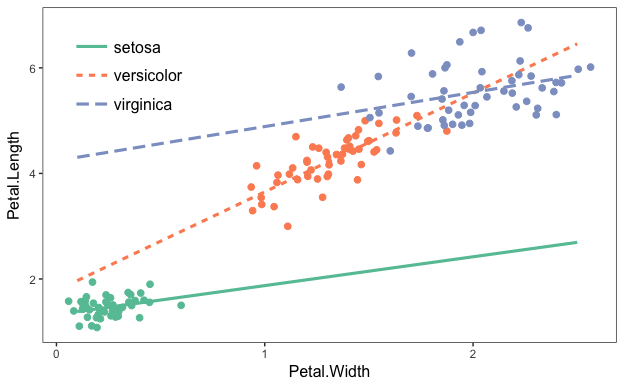 setosa
versicolor
virginica
Petal.Length
6
4
2
0
1
2
Petal.Width